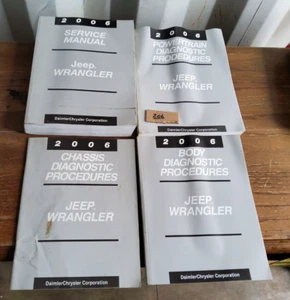 2006
SERVICE
MANUAL
Jeep®
WRANGLER
DaimlerChrysler Corporation
2006
POWERTRAIN
DIAGNOSTIC
PROCEDURES
JEEP®
WRANGLER
DaimlerChrysler Corporation
2006
CHASSIS
DIAGNOSTIC
PROCEDURES
JEEP®
WRANGLER
DaimlerChrysler Corporation
2006
BODY
DIAGNOSTIC
PROCEDURES
JEEP®
WRANGLER
DaimlerChrysler Corporation